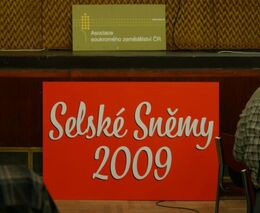 Asociace
soukromého zemědělství ČR
Selské Sněmy
2009